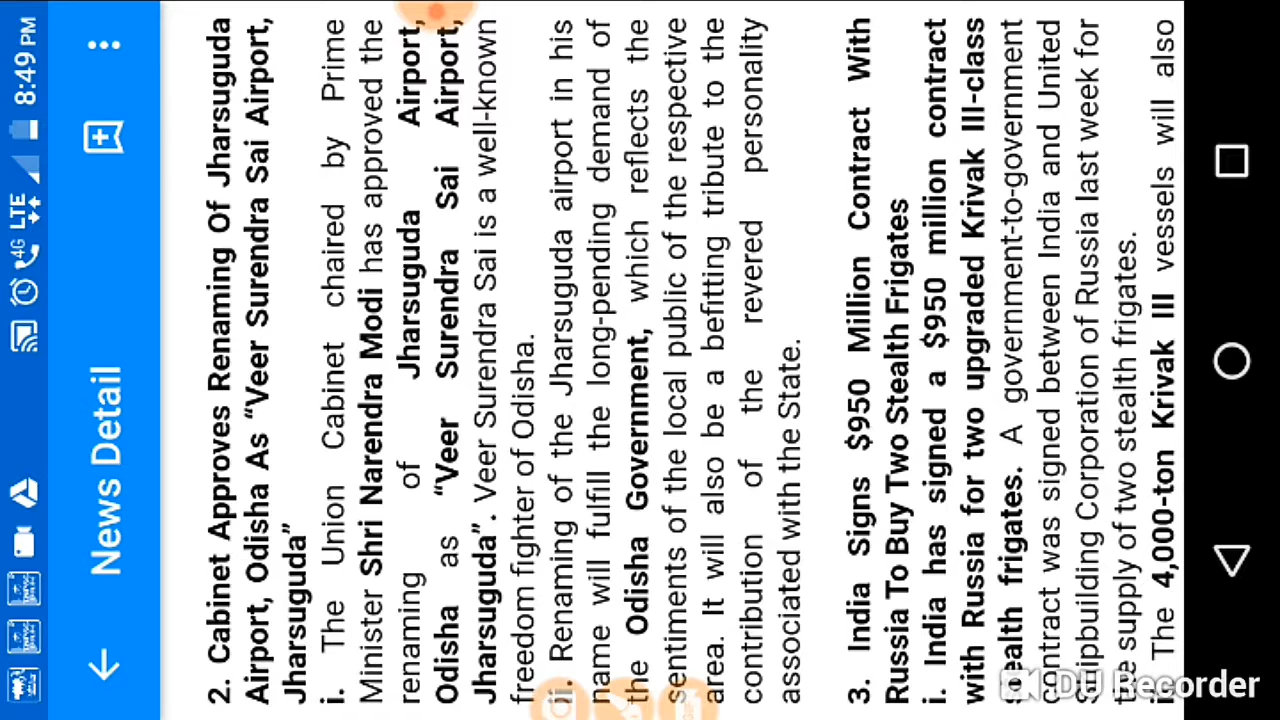 8:49 PM
4G LTE
News Detail
2. Cabinet Approves Renaming Of Jharsuguda
Airport, Odisha As “Veer Surendra Sai Airport,
Jharsuguda”
i. The Union Cabinet chaired by Prime
Minister Shri Narendra Modi has approved the
renaming of Jharsuguda Airport,
Odisha as “Veer Surendra Sai Airport,
Jharsuguda”. Veer Surendra Sai is a well-known
freedom fighter of Odisha.
ii. Renaming of the Jharsuguda airport in his
name will fulfill the long-pending demand of
the Odisha Government, which reflects the
sentiments of the local public of the respective
area. It will also be a befitting tribute to the
contribution of the revered personality
associated with the State.
3. India Signs $950 Million Contract With
Russia To Buy Two Stealth Frigates
i. India has signed a $950 million contract
with Russia for two upgraded Krivak III-class
stealth frigates. A government-to-government
contract was signed between India and United
Shipbuilding Corporation of Russia last week for
the supply of two stealth frigates.
ii. The 4,000-ton Krivak III vessels will also
DU Recorder